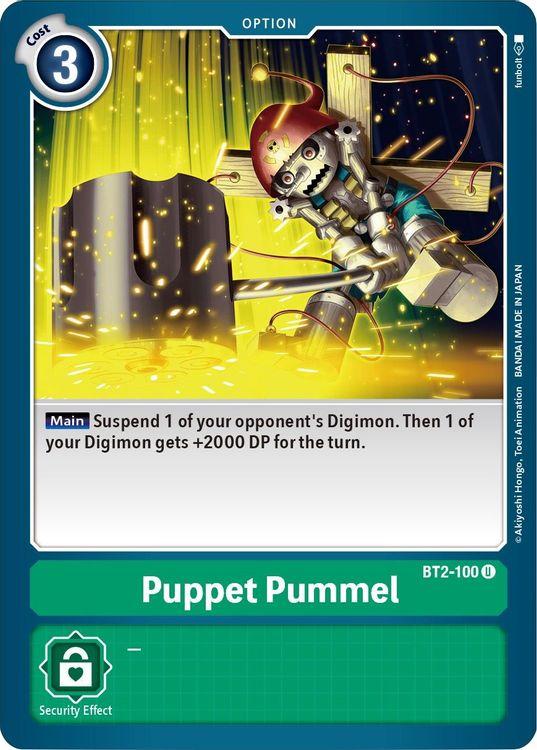 OPTION
Cost
3
funbolt
Main Suspend 1 of your opponent's Digimon. Then 1 of
your Digimon gets +2000 DP for the turn.
©Akiyoshi Hongo, Toei Animation BANDAI MADE IN JAPAN
BT2-100 U
Puppet Pummel
Security Effect
–